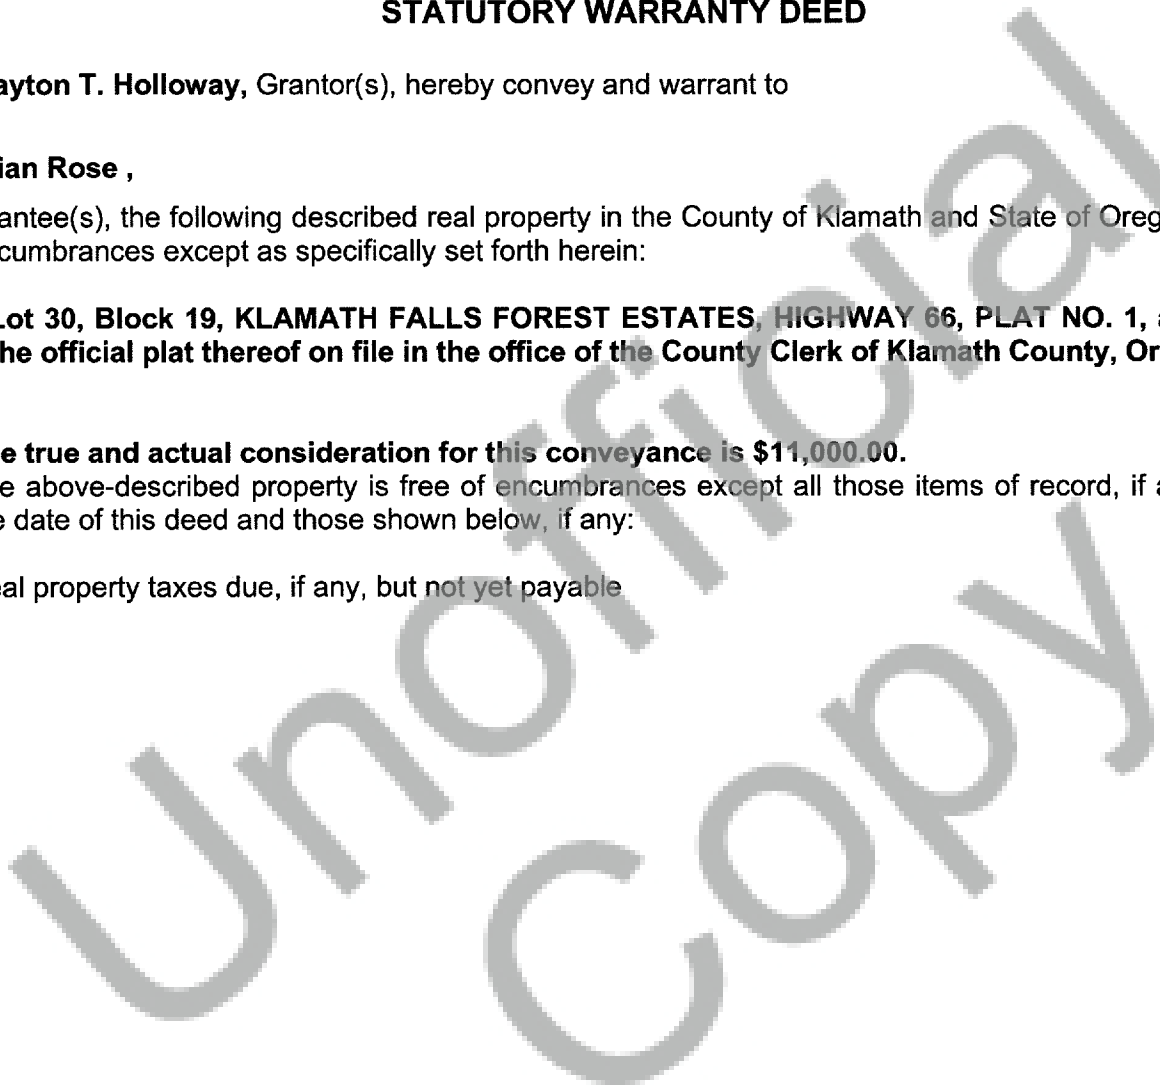 STATUTORY WARRANTY DEED
ayton T. Holloway, Grantor(s), hereby convey and warrant to
ian Rose ,
antee(s), the following described real property in the County of Klamath and State of Oreg
cumbrances except as specifically set forth herein:
Lot 30, Block 19, KLAMATH FALLS FOREST ESTATES, HIGHWAY 66, PLAT NO. 1, a
he official plat thereof on file in the office of the County Clerk of Klamath County, Or
e true and actual consideration for this conveyance is $11,000.00.
e above-described property is free of encumbrances except all those items of record, if a
e date of this deed and those shown below, if any:
eal property taxes due, if any, but not yet payable
Unofficial
Copy